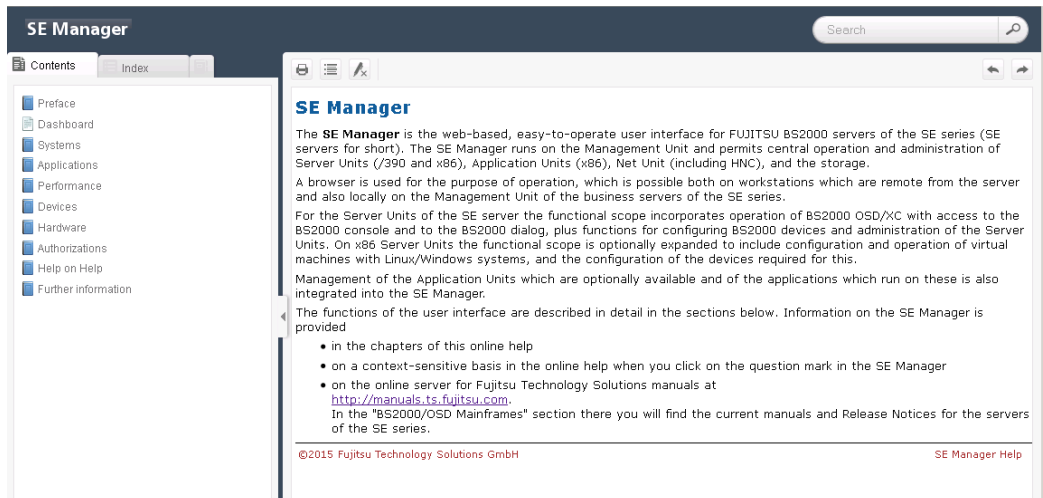 SE Manager
Search
Contents
Index
Preface
Dashboard
Systems
Applications
Performance
Devices
Hardware
Authorizations
Help on Help
Further information
SE Manager
The SE Manager is the web-based, easy-to-operate user interface for FUJITSU BS2000 servers of the SE series (SE
servers for short). The SE Manager runs on the Management Unit and permits central operation and administration of
Server Units (/390 and x86), Application Units (x86), Net Unit (including HNC), and the storage.
A browser is used for the purpose of operation, which is possible both on workstations which are remote from the server
and also locally on the Management Unit of the business servers of the SE series.
For the Server Units of the SE server the functional scope incorporates operation of BS2000 OSD/XC with access to the
BS2000 console and to the BS2000 dialog, plus functions for configuring BS2000 devices and administration of the Server
Units. On x86 Server Units the functional scope is optionally expanded to include configuration and operation of virtual
machines with Linux/Windows systems, and the configuration of the devices required for this.
Management of the Application Units which are optionally available and of the applications which run on these is also
integrated into the SE Manager.
The functions of the user interface are described in detail in the sections below. Information on the SE Manager is
provided
• in the chapters of this online help
• on a context-sensitive basis in the online help when you click on the question mark in the SE Manager
• on the online server for Fujitsu Technology Solutions manuals at
http://manuals.ts.fujitsu.com.
In the "BS2000/OSD Mainframes" section there you will find the current manuals and Release Notices for the servers
of the SE series.
©2015 Fujitsu Technology Solutions GmbH
SE Manager Help